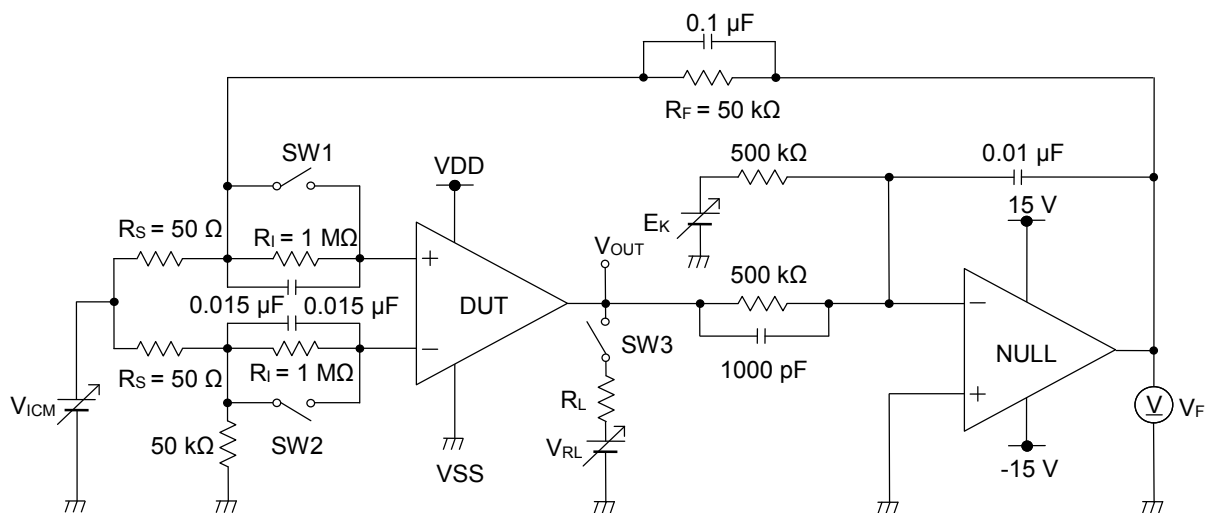 0.1 µF
RF = 50 kΩ
SW1
VDD
500 kΩ
0.01 µF
15 V
EK
RS = 50 Ω
RI = 1 MΩ
VOUT
+
0.015 µF
0.015 µF
DUT
500 kΩ
−
−
SW3
NULL
RS = 50 Ω
RI = 1 MΩ
1000 pF
VICM
RL
+
V
VF
50 kΩ
SW2
VSS
VRL
-15 V